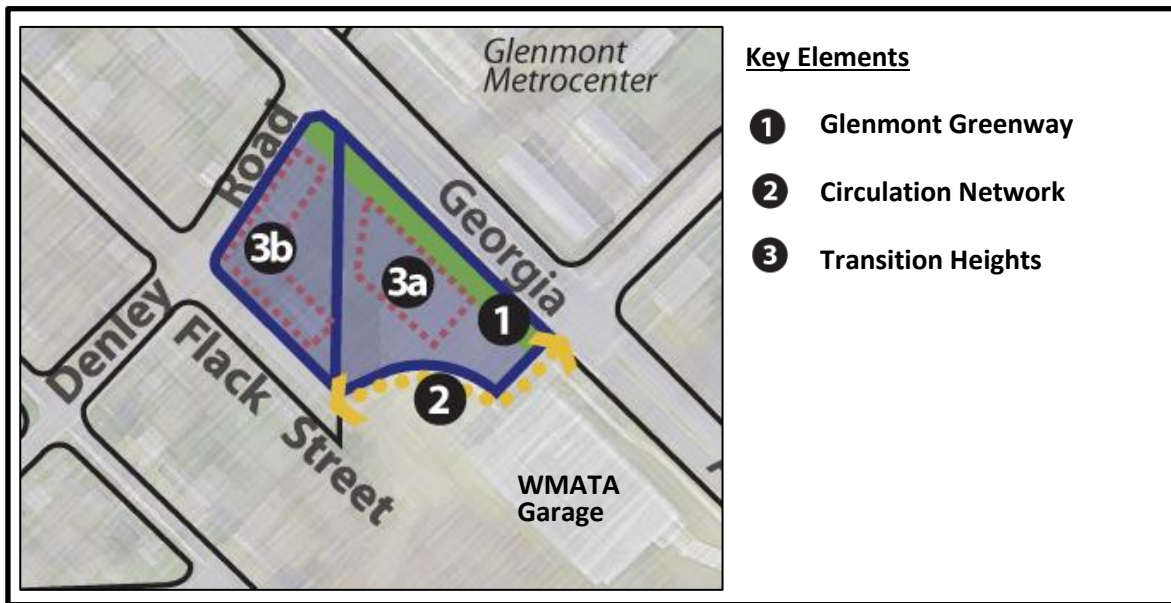 Glenmont
Metrocenter
Road
Georgia
3b
3a
1
Denley
Flack Street
2
WMATA
Garage
Key Elements
1 Glenmont Greenway
2 Circulation Network
3 Transition Heights